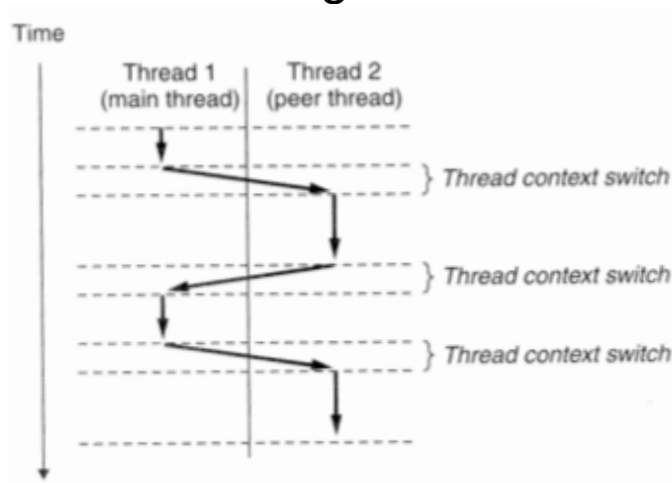 Time
Thread 1
(main thread)
Thread 2
(peer thread)
Thread context switch
Thread context switch
Thread context switch